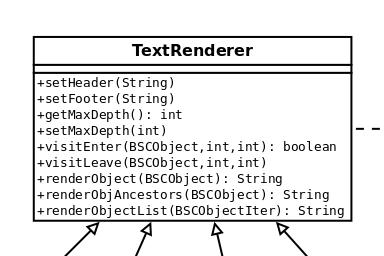 TextRenderer
+setHeader(String)
+setFooter(String)
+getMaxDepth(): int
+setMaxDepth(int)
+visitEnter(BSCObject,int,int): boolean
+visitLeave(BSCObject,int,int)
+renderObject(BSCObject): String
+renderObjAncestors(BSCObject): String
+renderObjectList(BSCObjectIter): String